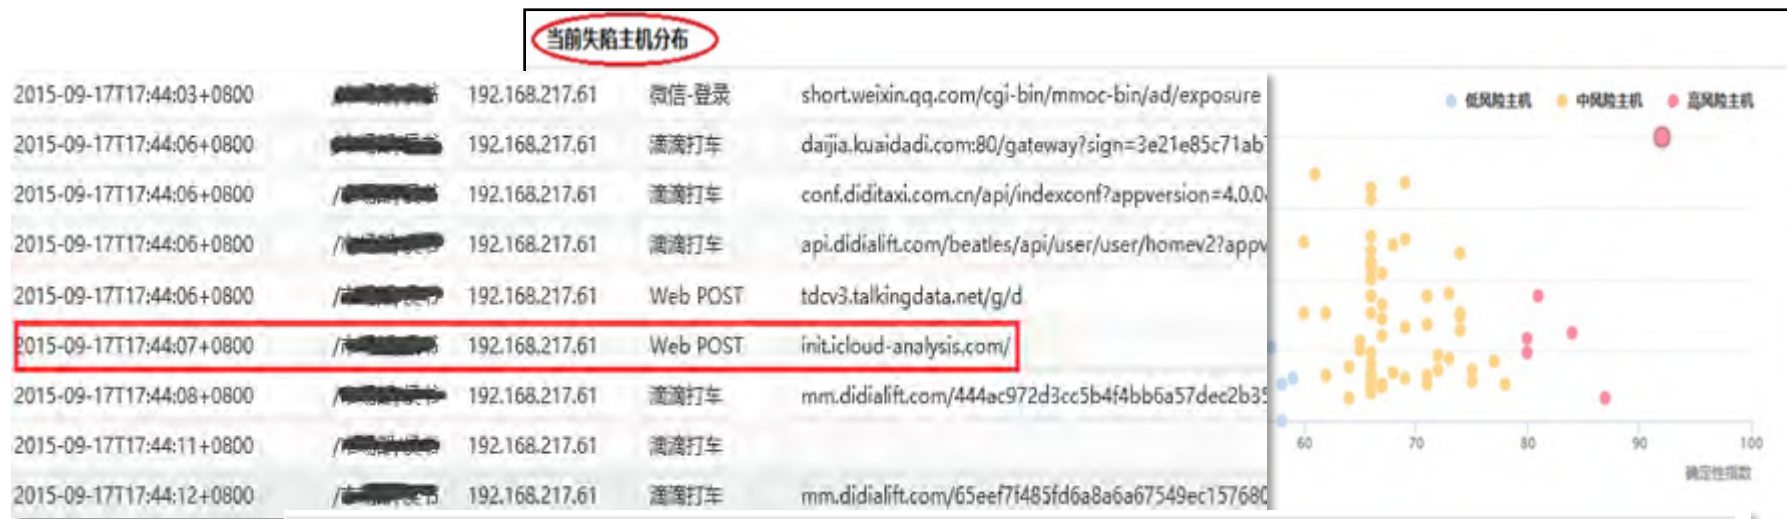 当前失陷主机分布
2015-09-17T17:44:03+0800 192.168.217.61 微信-登录 short.weixin.qq.com/cgi-bin/mmoc-bin/ad/exposure
2015-09-17T17:44:06+0800 192.168.217.61 滴滴打车 daijia.kuaidadi.com:80/gateway?sign=3e21e85c71ab
2015-09-17T17:44:06+0800 192.168.217.61 滴滴打车 conf.diditaxi.com.cn/api/indexconf?appversion=4.0.0
2015-09-17T17:44:06+0800 192.168.217.61 滴滴打车 api.didialift.com/beatles/api/user/user/homev2?appv
2015-09-17T17:44:06+0800 192.168.217.61 Web POST tdcv3.talkingdata.net/g/d
2015-09-17T17:44:07+0800 192.168.217.61 Web POST init.icloud-analysis.com/
2015-09-17T17:44:08+0800 192.168.217.61 滴滴打车 mm.didialift.com/444ac972d3cc5b4f4bb6a57dec2b35
2015-09-17T17:44:11+0800 192.168.217.61 滴滴打车
2015-09-17T17:44:12+0800 192.168.217.61 滴滴打车 mm.didialift.com/65eef7f485fd6a8a6a67549ec157680
低风险主机 中风险主机 高风险主机
60 70 80 90 100
确定性指数